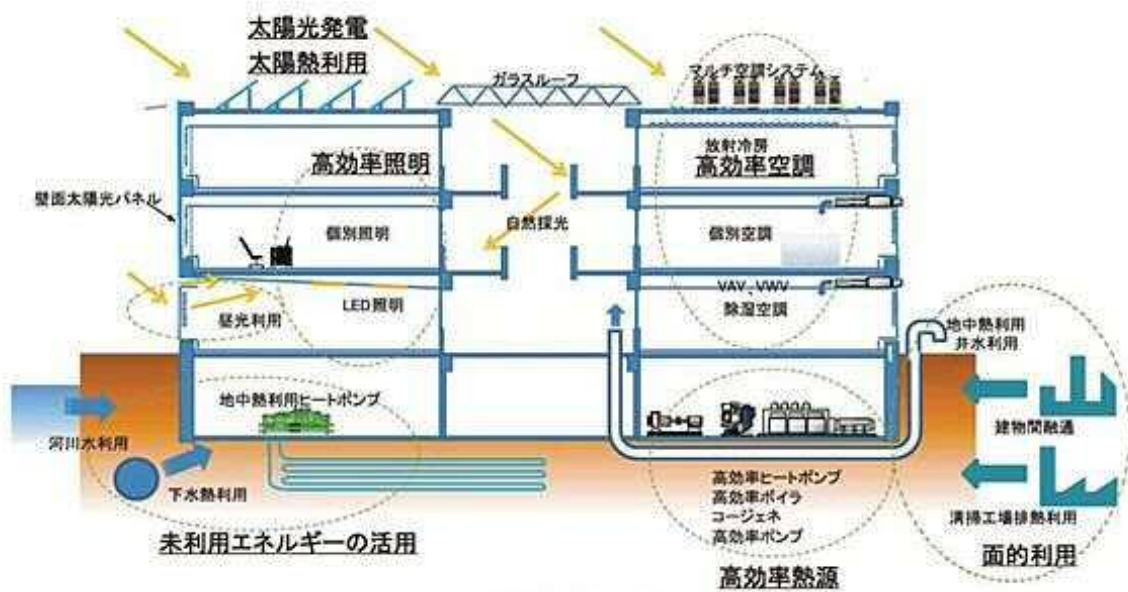 太陽光発電
太陽熱利用
ガラスルーフ
マルチ空調システム
放射冷房
高効率照明
高効率空調
壁面太陽光パネル
個別照明
自然採光
個別空調
VAV、VWV
除湿空調
LED照明
昼光利用
地中熱利用
井水利用
地中熱利用ヒートポンプ
河川水利用
建物間融通
下水熱利用
高効率ヒートポンプ
高効率ボイラ
コージェネ
高効率ポンプ
清掃工場排熱利用
未利用エネルギーの活用
面的利用
高効率熱源